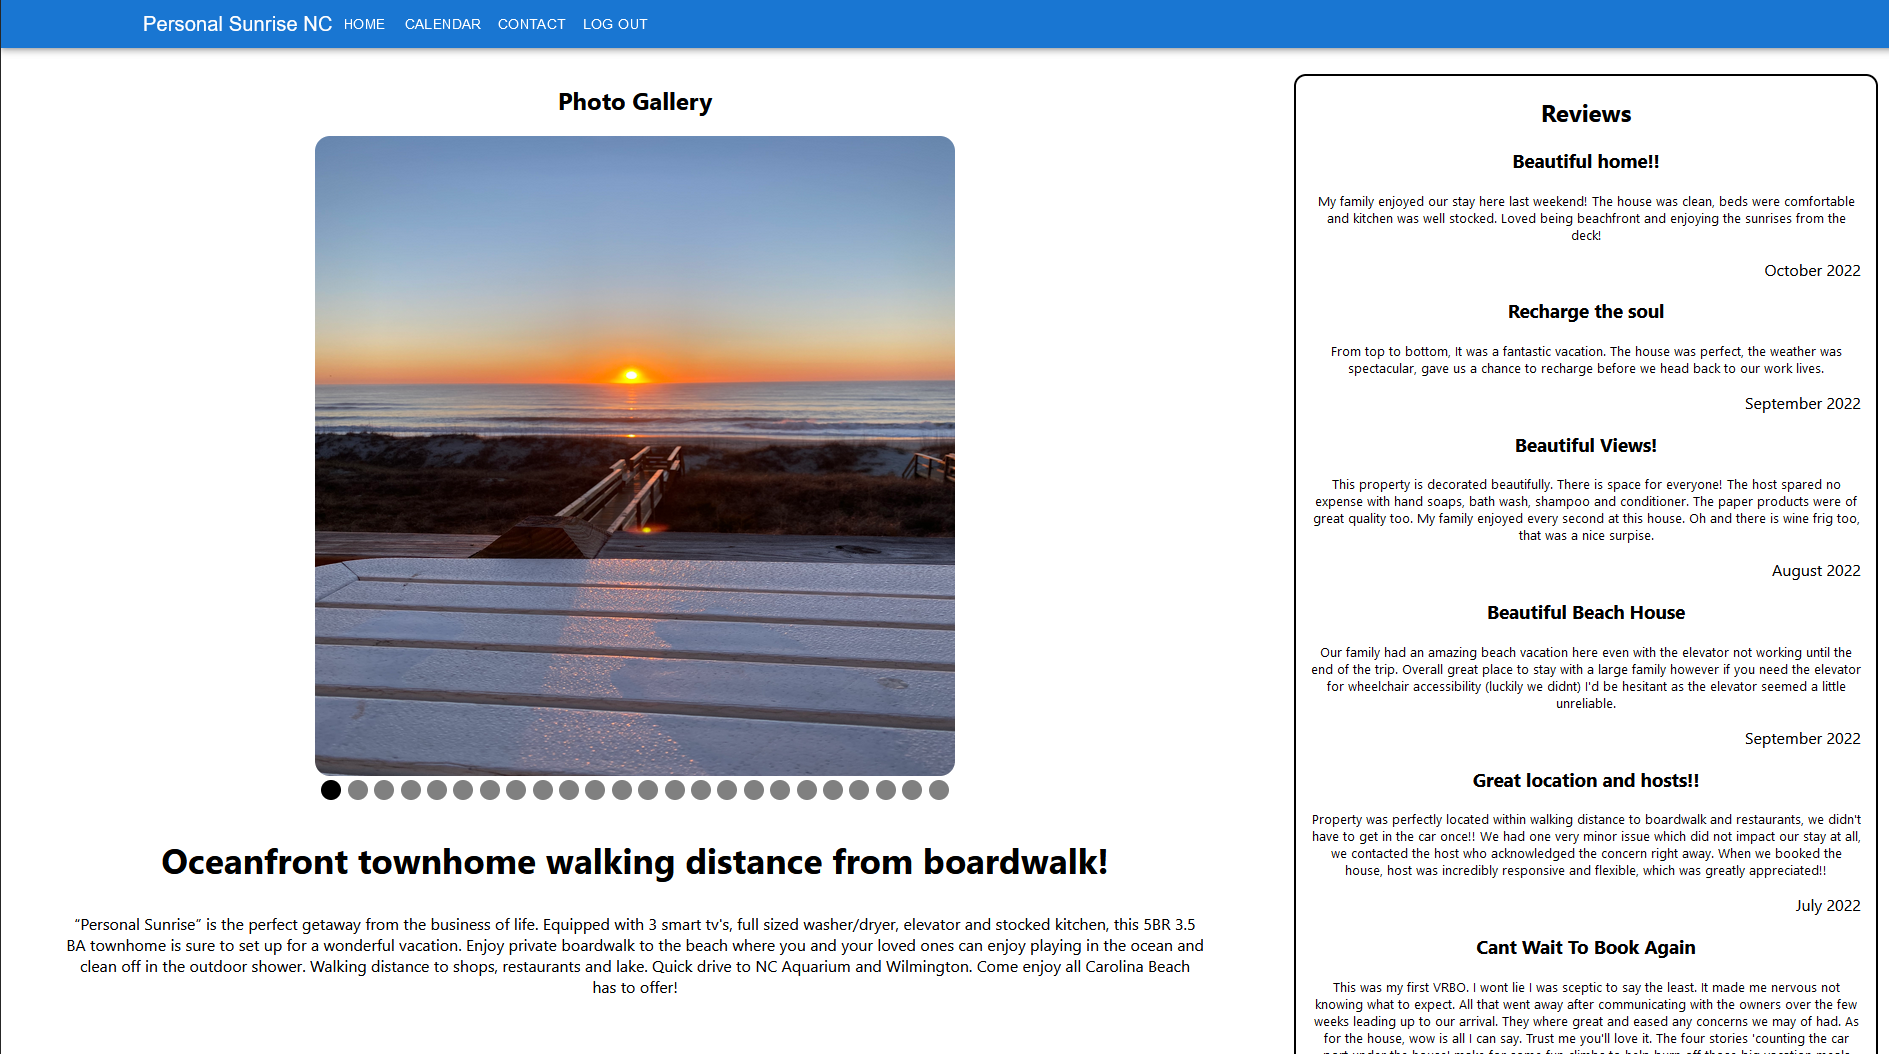 Personal Sunrise NC HOME CALENDAR CONTACT LOG OUT
Photo Gallery
Oceanfront townhome walking distance from boardwalk!
“Personal Sunrise” is the perfect getaway from the business of life. Equipped with 3 smart tv's, full sized washer/dryer, elevator and stocked kitchen, this 5BR 3.5
BA townhome is sure to set up for a wonderful vacation. Enjoy private boardwalk to the beach where you and your loved ones can enjoy playing in the ocean and
clean off in the outdoor shower. Walking distance to shops, restaurants and lake. Quick drive to NC Aquarium and Wilmington. Come enjoy all Carolina Beach
has to offer!
Reviews
Beautiful home!!
My family enjoyed our stay here last weekend! The house was clean, beds were comfortable
and kitchen was well stocked. Loved being beachfront and enjoying the sunrises from the
deck!
October 2022
Recharge the soul
From top to bottom, It was a fantastic vacation. The house was perfect, the weather was
spectacular, gave us a chance to recharge before we head back to our work lives.
September 2022
Beautiful Views!
This property is decorated beautifully. There is space for everyone! The host spared no
expense with hand soaps, bath wash, shampoo and conditioner. The paper products were of
great quality too. My family enjoyed every second at this house. Oh and there is wine frig too,
that was a nice surpise.
August 2022
Beautiful Beach House
Our family had an amazing beach vacation here even with the elevator not working until the
end of the trip. Overall great place to stay with a large family however if you need the elevator
for wheelchair accessibility (luckily we didnt) I'd be hesitant as the elevator seemed a little
unreliable.
September 2022
Great location and hosts!!
Property was perfectly located within walking distance to boardwalk and restaurants, we didn't
have to get in the car once!! We had one very minor issue which did not impact our stay at all,
we contacted the host who acknowledged the concern right away. When we booked the
house, host was incredibly responsive and flexible, which was greatly appreciated!!
July 2022
Cant Wait To Book Again
This was my first VRBO. I wont lie I was sceptic to say the least. It made me nervous not
knowing what to expect. All that went away after communicating with the owners over the few
weeks leading up to our arrival. They where great and eased any concerns we may of had. As
for the house, wow is all I can say. Trust me you'll love it. The four stories 'counting the car